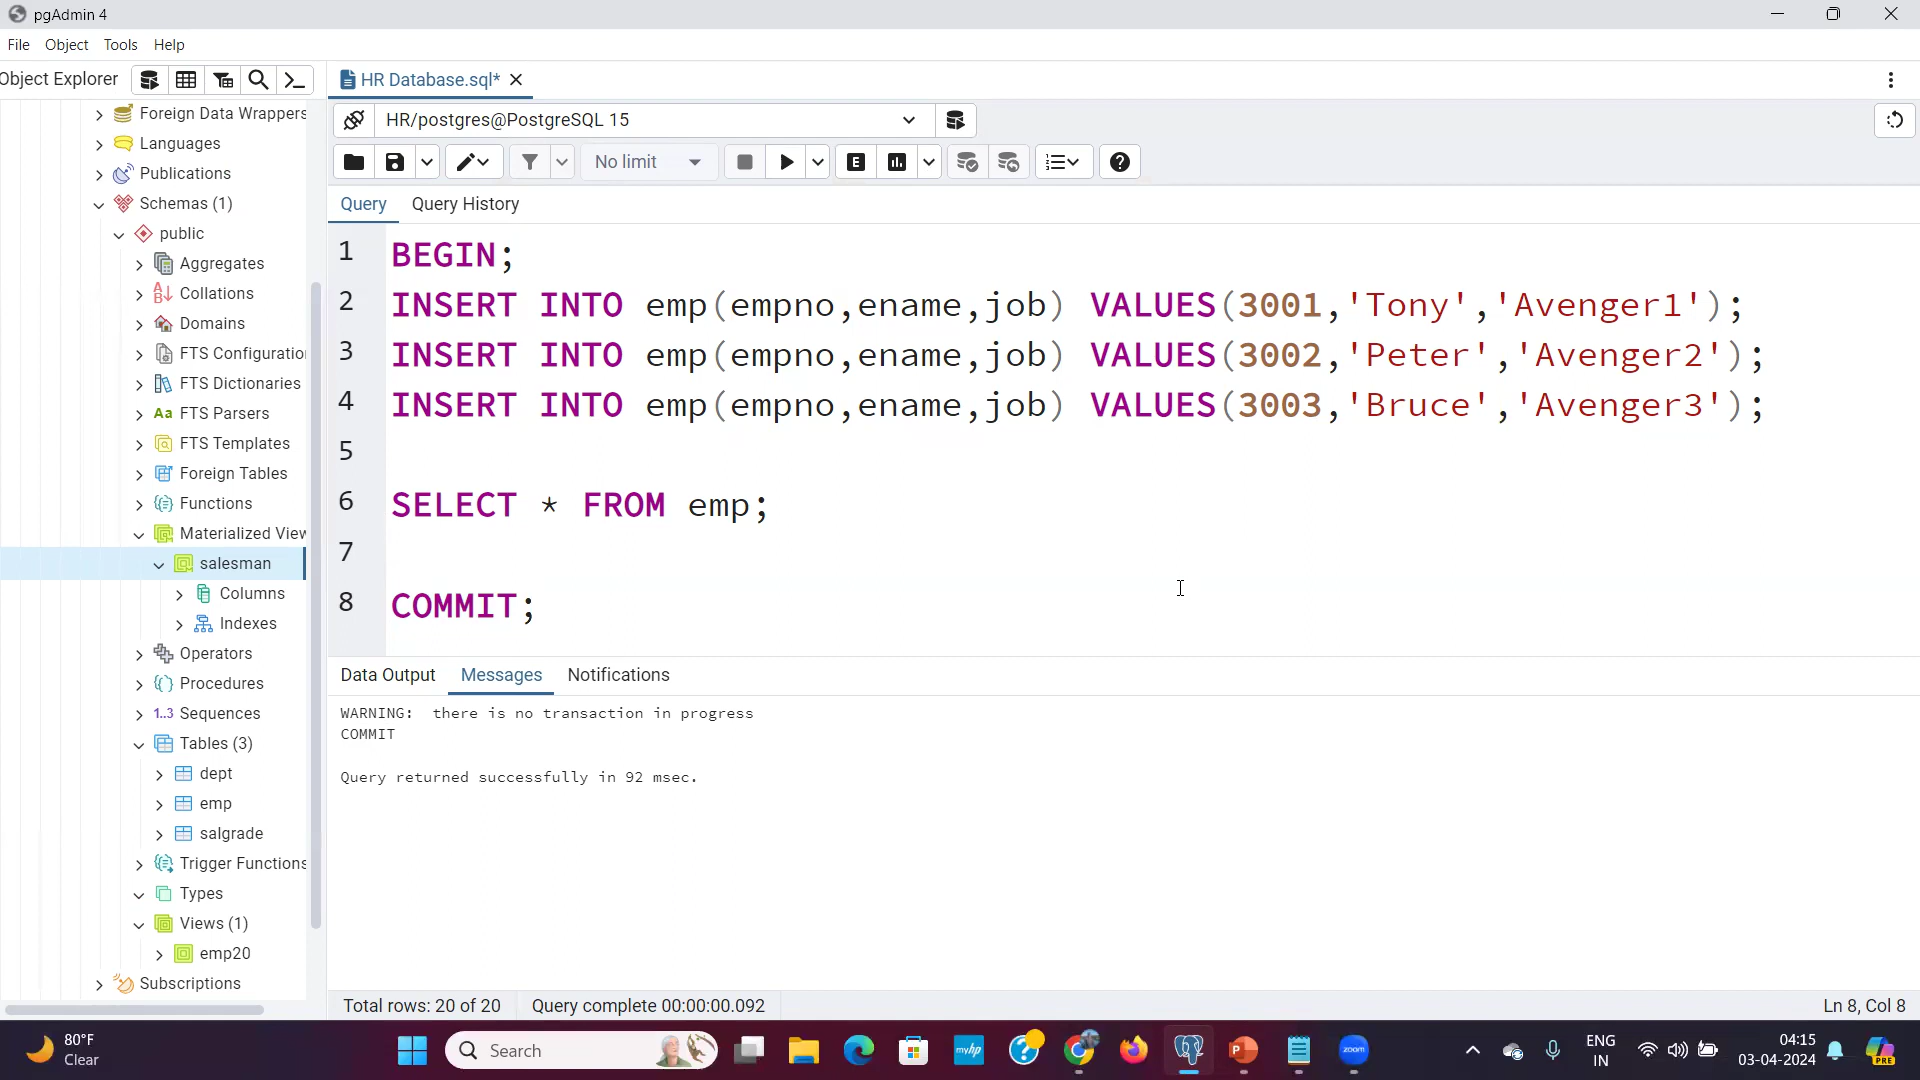 pgAdmin 4
File Object Tools Help
Object Explorer
HR Database.sql*
HR/postgres@PostgreSQL 15
No limit
Query Query History
1 BEGIN;
2 INSERT INTO emp(empno,ename,job) VALUES(3001,'Tony','Avenger1');
3 INSERT INTO emp(empno,ename,job) VALUES(3002,'Peter','Avenger2');
4 INSERT INTO emp(empno,ename,job) VALUES(3003,'Bruce','Avenger3');
5
6 SELECT * FROM emp;
7
8 COMMIT;
Foreign Data Wrappers
Languages
Publications
Schemas (1)
public
Aggregates
Collations
Domains
FTS Configuratio
FTS Dictionaries
Aa FTS Parsers
FTS Templates
Foreign Tables
Functions
Materialized View
salesman
Columns
Indexes
Operators
Procedures
1..3 Sequences
Tables (3)
dept
emp
salgrade
Trigger Functions
Types
Views (1)
emp20
Subscriptions
Data Output Messages Notifications
WARNING:  there is no transaction in progress
COMMIT
Query returned successfully in 92 msec.
Total rows: 20 of 20 Query complete 00:00:00.092 Ln 8, Col 8
80°F
Clear
Search
myhp
zoom
ENG
IN
04:15
03-04-2024
PRE